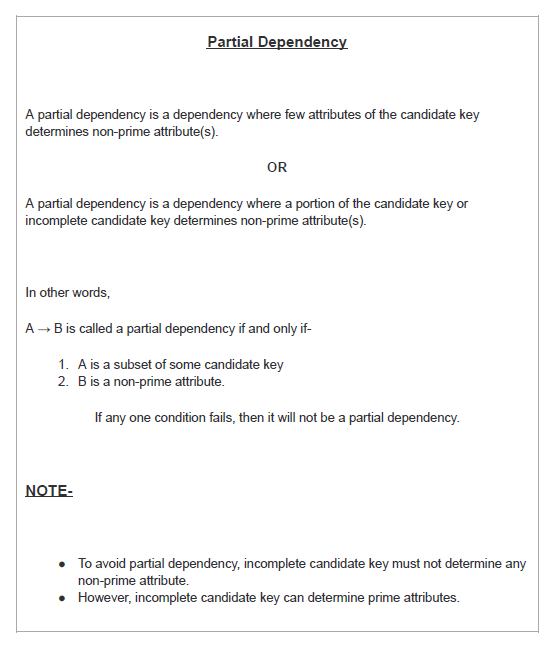 Partial Dependency
A partial dependency is a dependency where few attributes of the candidate key
determines non-prime attribute(s).
OR
A partial dependency is a dependency where a portion of the candidate key or
incomplete candidate key determines non-prime attribute(s).
In other words,
A → B is called a partial dependency if and only if-
1. A is a subset of some candidate key
2. B is a non-prime attribute.
If any one condition fails, then it will not be a partial dependency.
NOTE-
● To avoid partial dependency, incomplete candidate key must not determine any
non-prime attribute.
● However, incomplete candidate key can determine prime attributes.